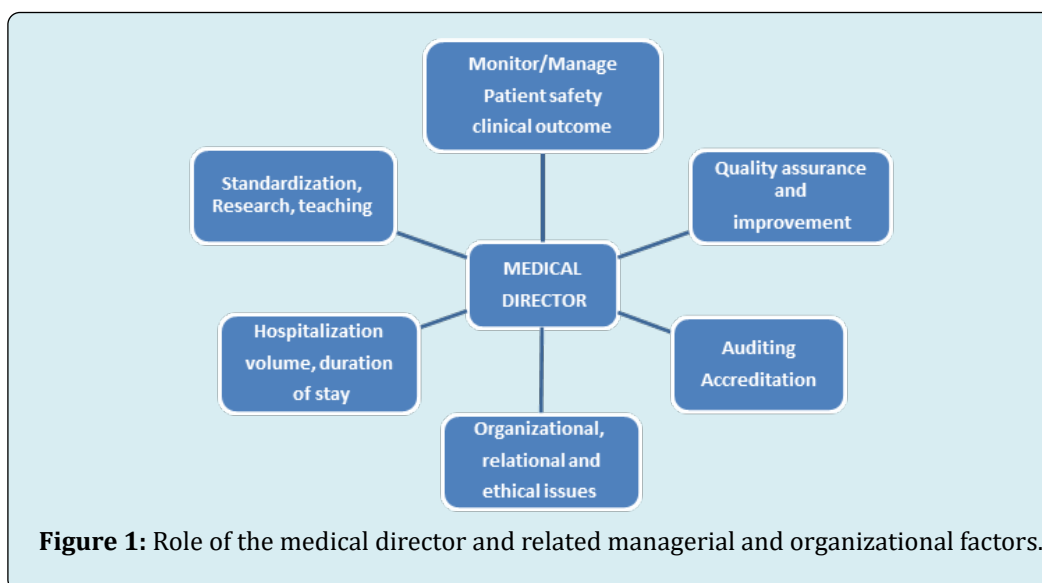 Monitor/Manage
Patient safety
clinical outcome
Quality assurance
and
improvement
Standardization,
Research, teaching
MEDICAL
DIRECTOR
Hospitalization
volume, duration
of stay
Auditing
Accreditation
Organizational,
relational and
ethical issues
Figure 1: Role of the medical director and related managerial and organizational factors.